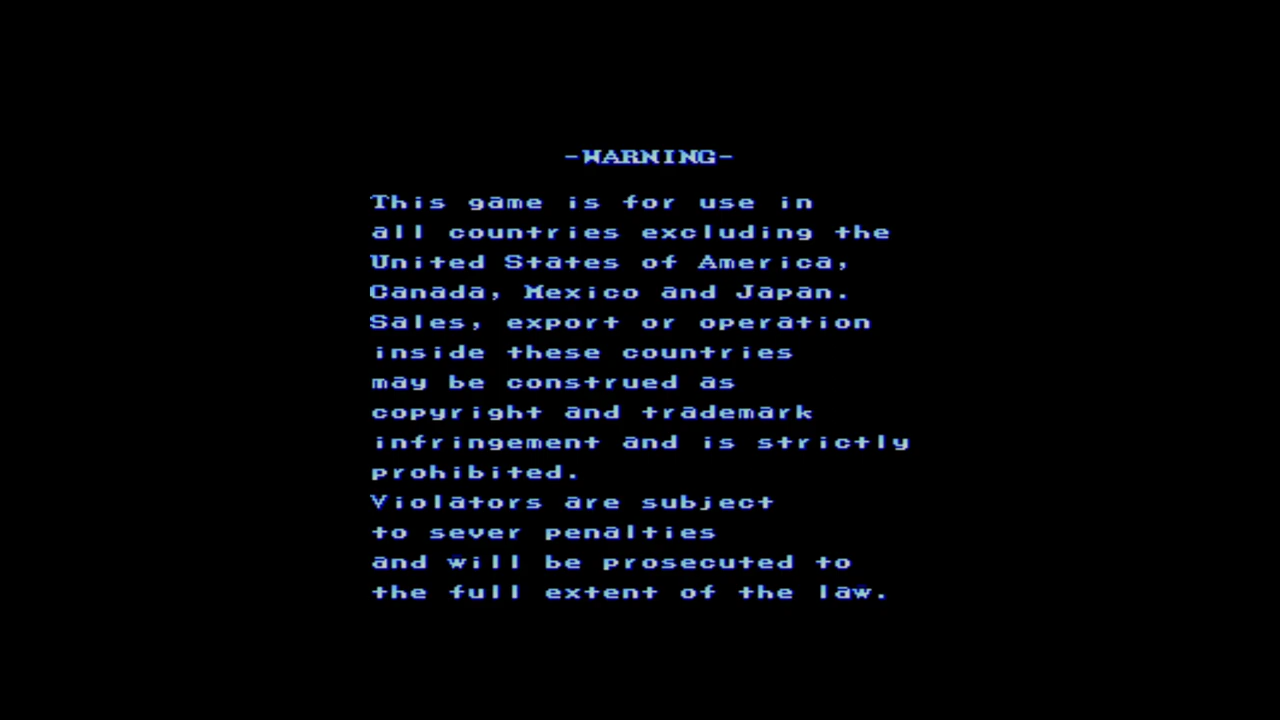 -WARNING-
This game is for use in
all countries excluding the
United States of America,
Canada, Mexico and Japan.
Sales, export or operation
inside these countries
may be construed as
copyright and trademark
infringement and is strictly
prohibited.
Violators are subject
to sever penalties
and will be prosecuted to
the full extent of the law.